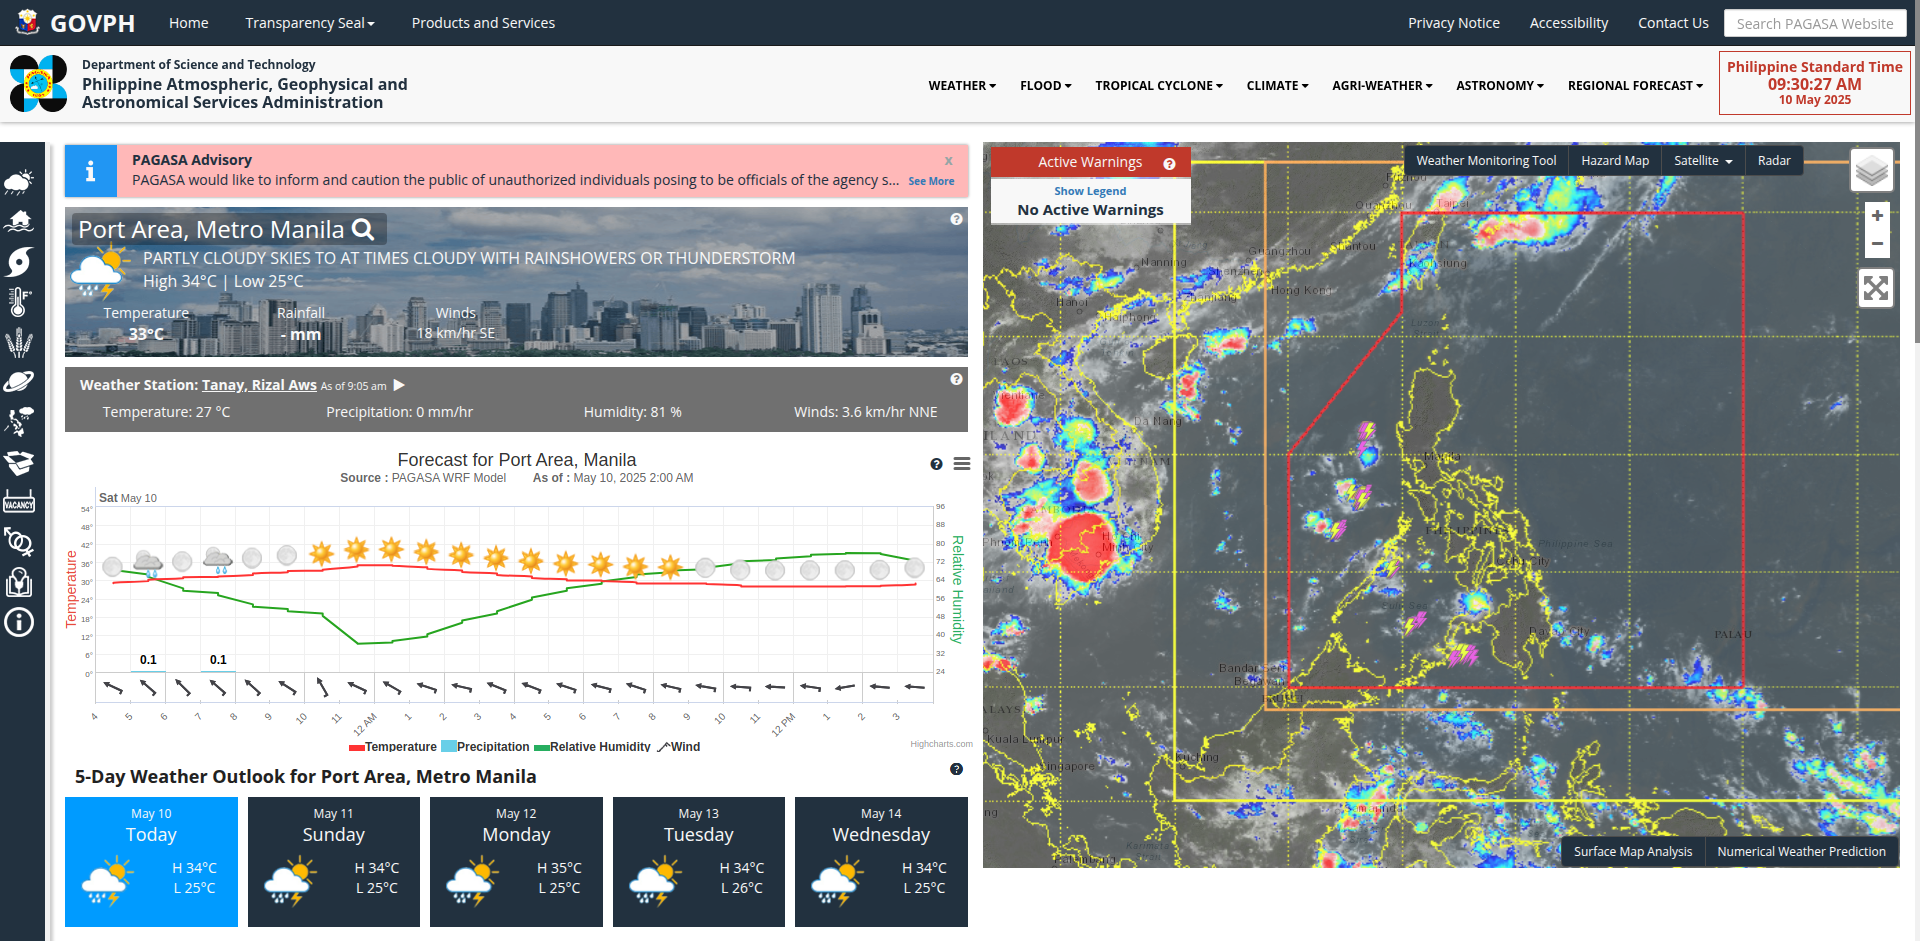 GOVPH
Home
Transparency Seal
Products and Services
Privacy Notice
Accessibility
Contact Us
Search PAGASA Website
Department of Science and Technology
Philippine Atmospheric, Geophysical and
Astronomical Services Administration
WEATHER
FLOOD
TROPICAL CYCLONE
CLIMATE
AGRI-WEATHER
ASTRONOMY
REGIONAL FORECAST
Philippine Standard Time
09:30:27 AM
10 May 2025
VACANCY
PAGASA Advisory
x
PAGASA would like to inform and caution the public of unauthorized individuals posing to be officials of the agency s... See More
Port Area, Metro Manila
PARTLY CLOUDY SKIES TO AT TIMES CLOUDY WITH RAINSHOWERS OR THUNDERSTORM
High 34°C | Low 25°C
Temperature Rainfall Winds
33°C - mm 18 km/hr SE
Weather Station: Tanay, Rizal Aws As of 9:05 am
Temperature: 27 °C Precipitation: 0 mm/hr Humidity: 81 % Winds: 3.6 km/hr NNE
Forecast for Port Area, Manila
Source : PAGASA WRF Model As of : May 10, 2025 2:00 AM
Sat May 10
54° 48° 42° 36° 30° 24° 18° 12° 6° 0°
Temperature
96 88 80 72 64 56 48 40 32 24
Relative Humidity
0.1 0.1
4 5 6 7 8 9 10 11 12 AM 1 2 3 4 5 6 7 8 9 10 11 12 PM 1 2 3
Temperature Precipitation Relative Humidity Wind
Highcharts.com
5-Day Weather Outlook for Port Area, Metro Manila
May 10
Today
H 34°C
L 25°C
May 11
Sunday
H 34°C
L 25°C
May 12
Monday
H 35°C
L 25°C
May 13
Tuesday
H 34°C
L 26°C
May 14
Wednesday
H 34°C
L 25°C
Active Warnings
Show Legend
No Active Warnings
Weather Monitoring Tool
Hazard Map
Satellite
Radar
+
−
Taipei
Guangzhou
Nanning
Hong Kong
Hanoi
Da Nang
Philippine Sea
PALAU
Bandar Seri
Kuala Lumpur
Kuching
Singapore
Surface Map Analysis
Numerical Weather Prediction